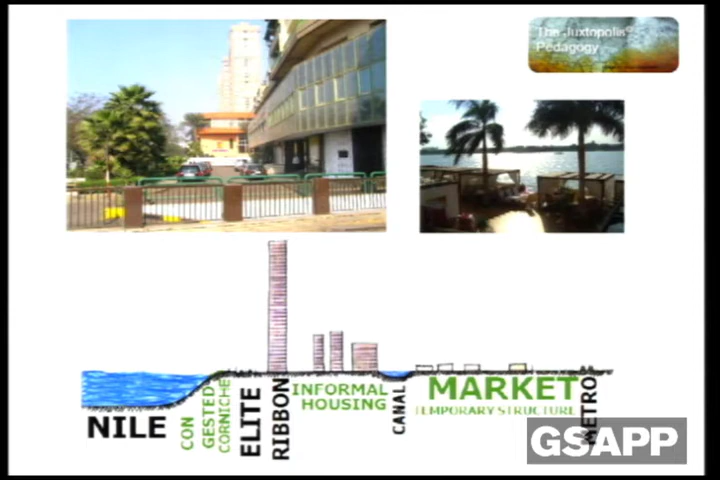 The Juxtopolis
Pedagogy
NILE
CON
GESTED
CORNICHE
ELITE
RIBBON
INFORMAL
HOUSING
CANAL
MARKET
TEMPORARY STRUCTURE
METRO
GSAPP